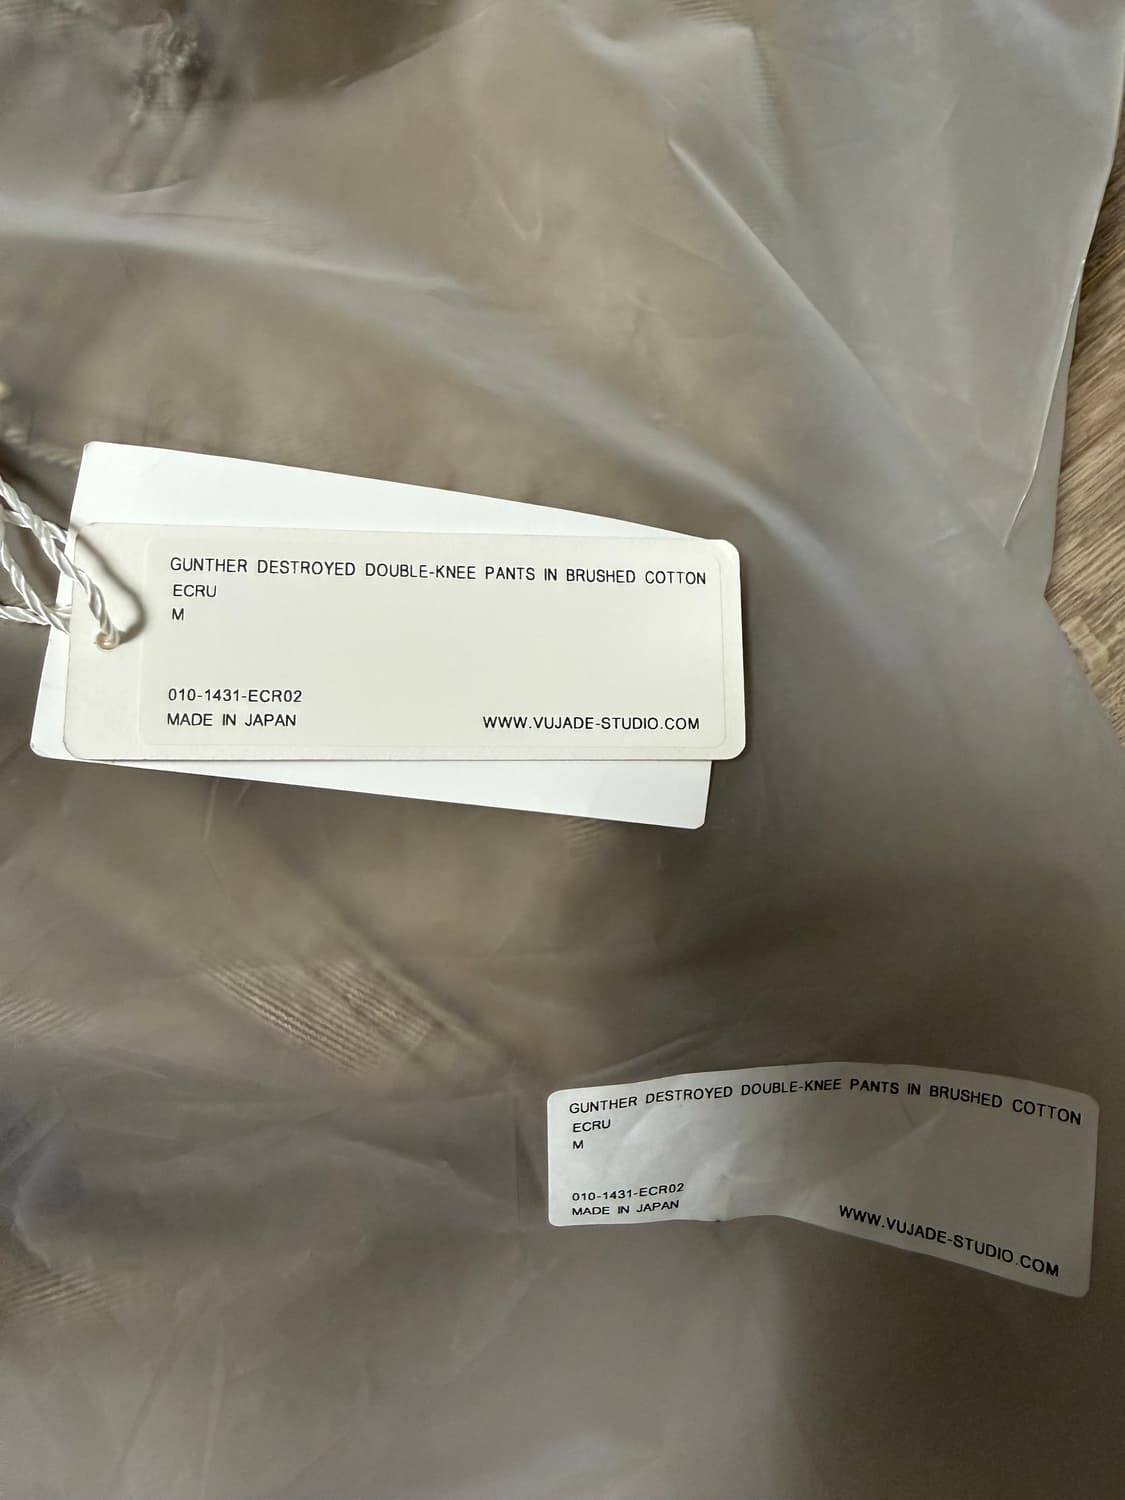 GUNTHER DESTROYED DOUBLE-KNEE PANTS IN BRUSHED COTTON
ECRU
M
010-1431-ECR02
MADE IN JAPAN
WWW.VUJADE-STUDIO.COM
GUNTHER DESTROYED DOUBLE-KNEE PANTS IN BRUSHED COTTON
ECRU
M
010-1431-ECR02
MADE IN JAPAN
WWW.VUJADE-STUDIO.COM